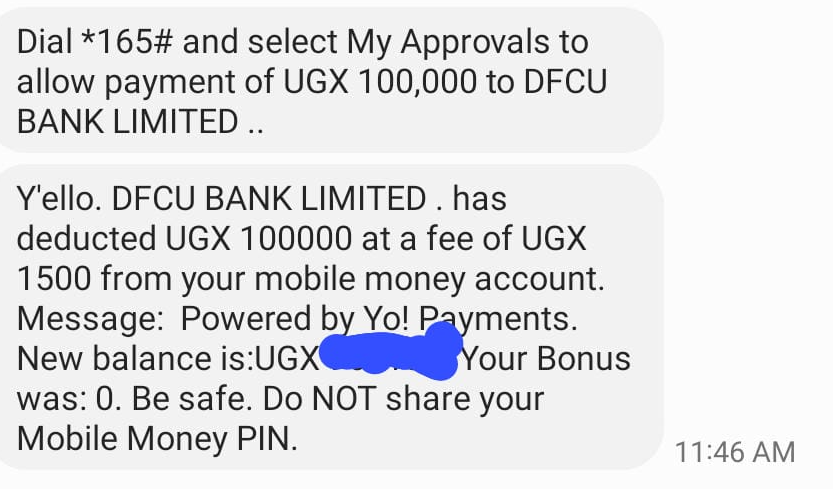 Dial *165# and select My Approvals to
allow payment of UGX 100,000 to DFCU
BANK LIMITED ..
Y'ello. DFCU BANK LIMITED . has
deducted UGX 100000 at a fee of UGX
1500 from your mobile money account.
Message:  Powered by Yo! Payments.
New balance is:UGX Your Bonus
was: 0. Be safe. Do NOT share your
Mobile Money PIN.
11:46 AM